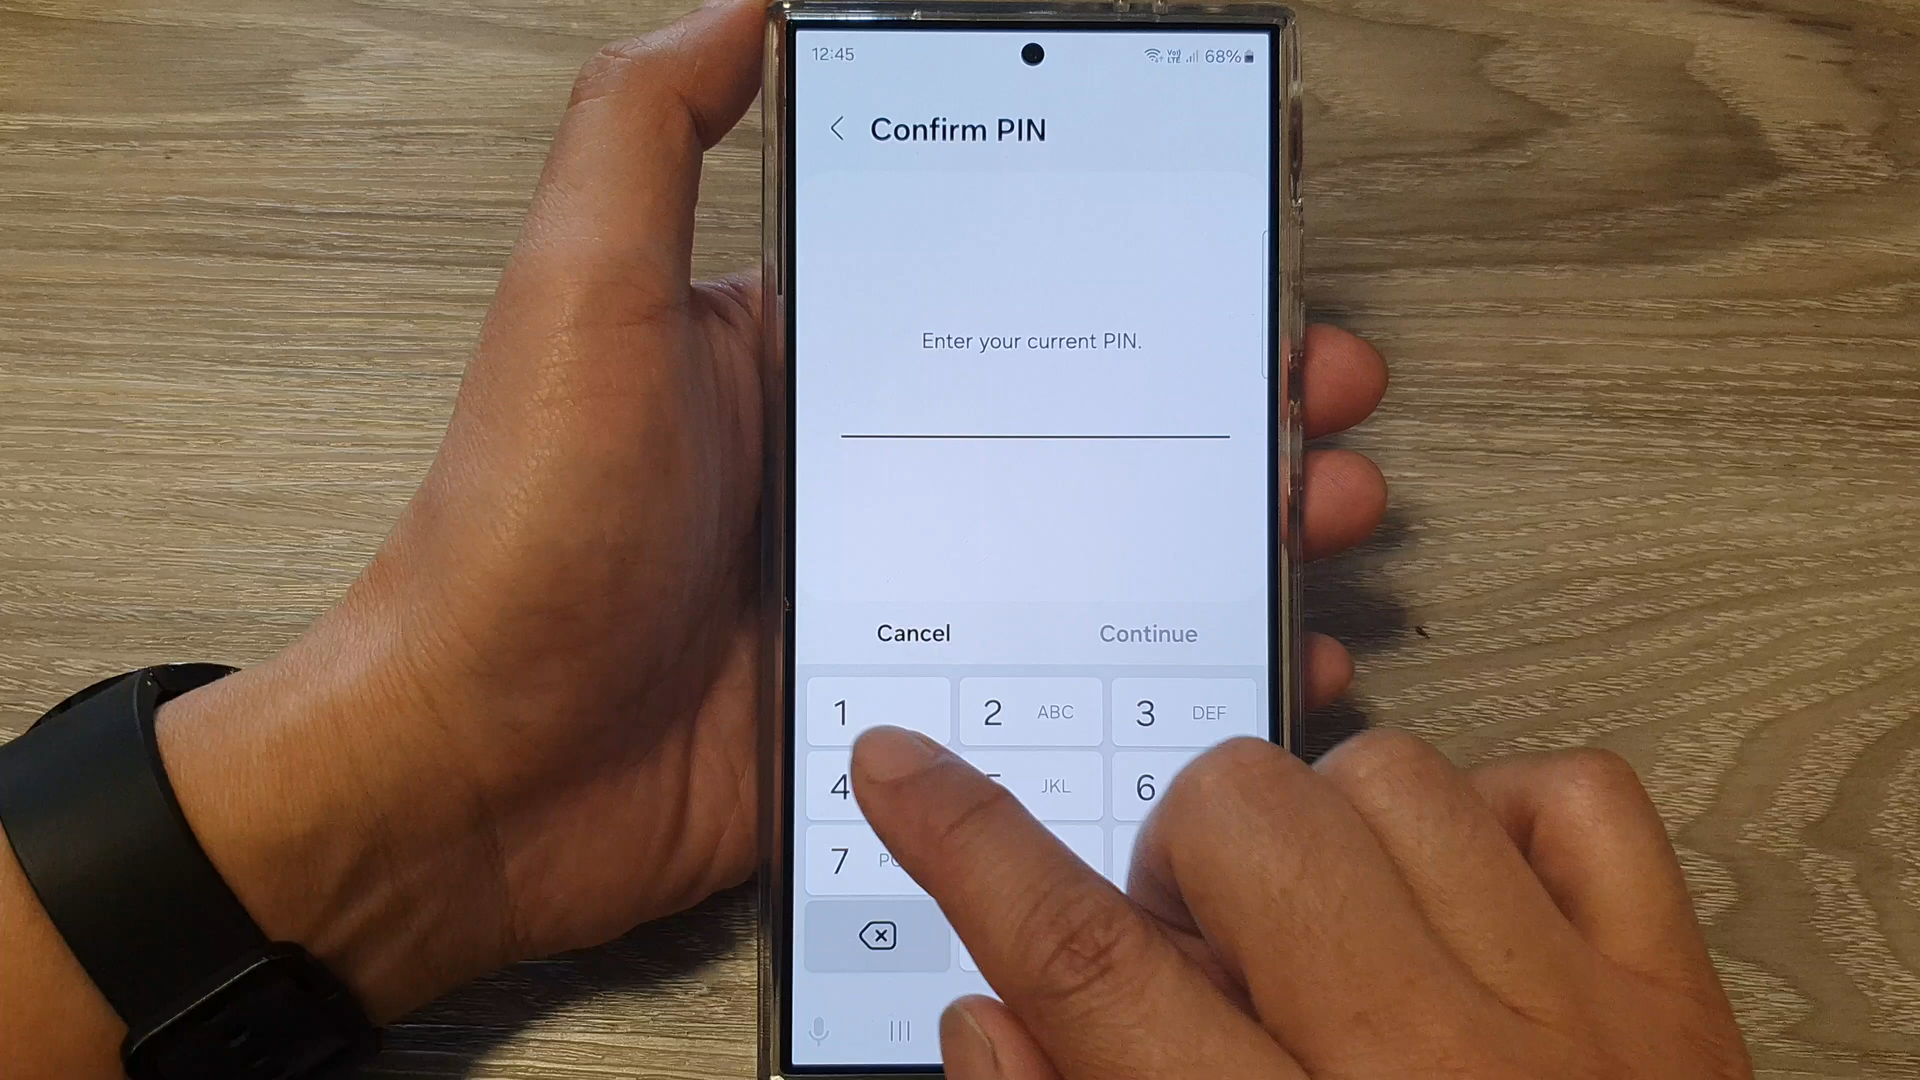 12:45 68%
Confirm PIN
Enter your current PIN.
Cancel Continue
1 2 ABC 3 DEF
4 JKL 6
7